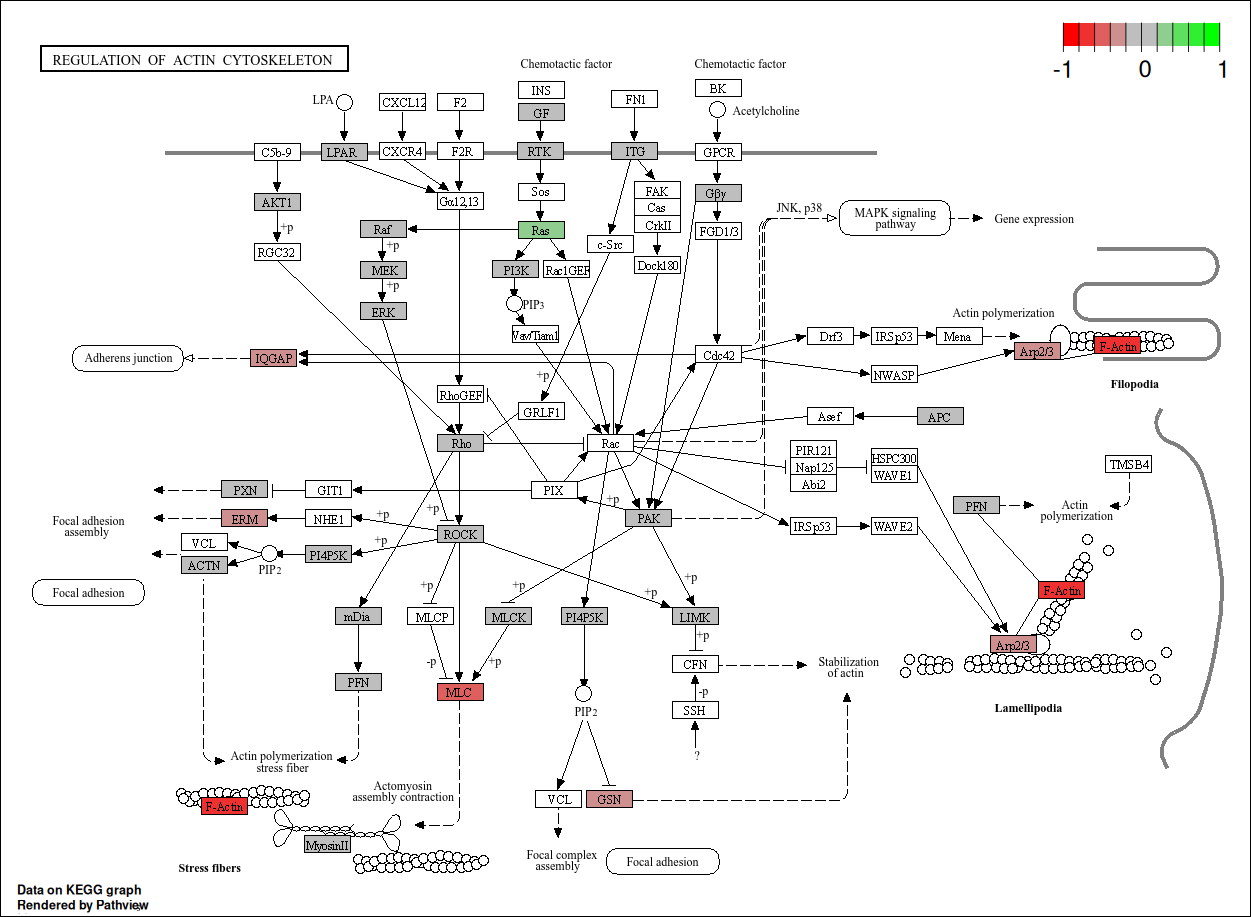 REGULATION OF ACTIN CYTOSKELETON
-1 0 1
Chemotactic factor
Chemotactic factor
LPA
CXCL12
F2
INS
GF
FN1
BK
Acetylcholine
C5b-9
LPAR
CXCR4
F2R
RTK
ITG
GPCR
AKT1
Gα12,13
Sos
FAK
Cas
CrkII
Gβγ
JNK, p38
MAPK signaling
pathway
Gene expression
+p
Raf
Ras
FGD1/3
RGC32
+p
c-Src
MEK
PI3K
Rac1GEF
Dock180
+p
ERK
PIP3
Vav/Tiam1
Actin polymerization
Drf3
IRSp53
Mena
Arp2/3
F-Actin
Adherens junction
IQGAP
Cdc42
NWASP
Filopodia
+p
RhoGEF
GRLF1
Asef
APC
Rho
Rac
PIR121
Nap125
Abi2
HSPC300
WAVE1
TMSB4
PXN
GIT1
PIX
+p
PAK
PFN
Actin
polymerization
Focal adhesion
assembly
ERM
NHE1
+p
+p
ROCK
IRSp53
WAVE2
VCL
ACTN
PIP2
PI4P5K
+p
Focal adhesion
+p
+p
+p
+p
F-Actin
mDia
MLCP
MLCK
PI4P5K
LIMK
+p
Arp2/3
PFN
-p
+p
MLC
CFN
Stabilization
of actin
-p
PIP2
SSH
Lamellipodia
?
Actin polymerization
stress fiber
Actomyosin
assembly contraction
F-Actin
VCL
GSN
MyosinII
Stress fibers
Focal complex
assembly
Focal adhesion
Data on KEGG graph
Rendered by Pathview